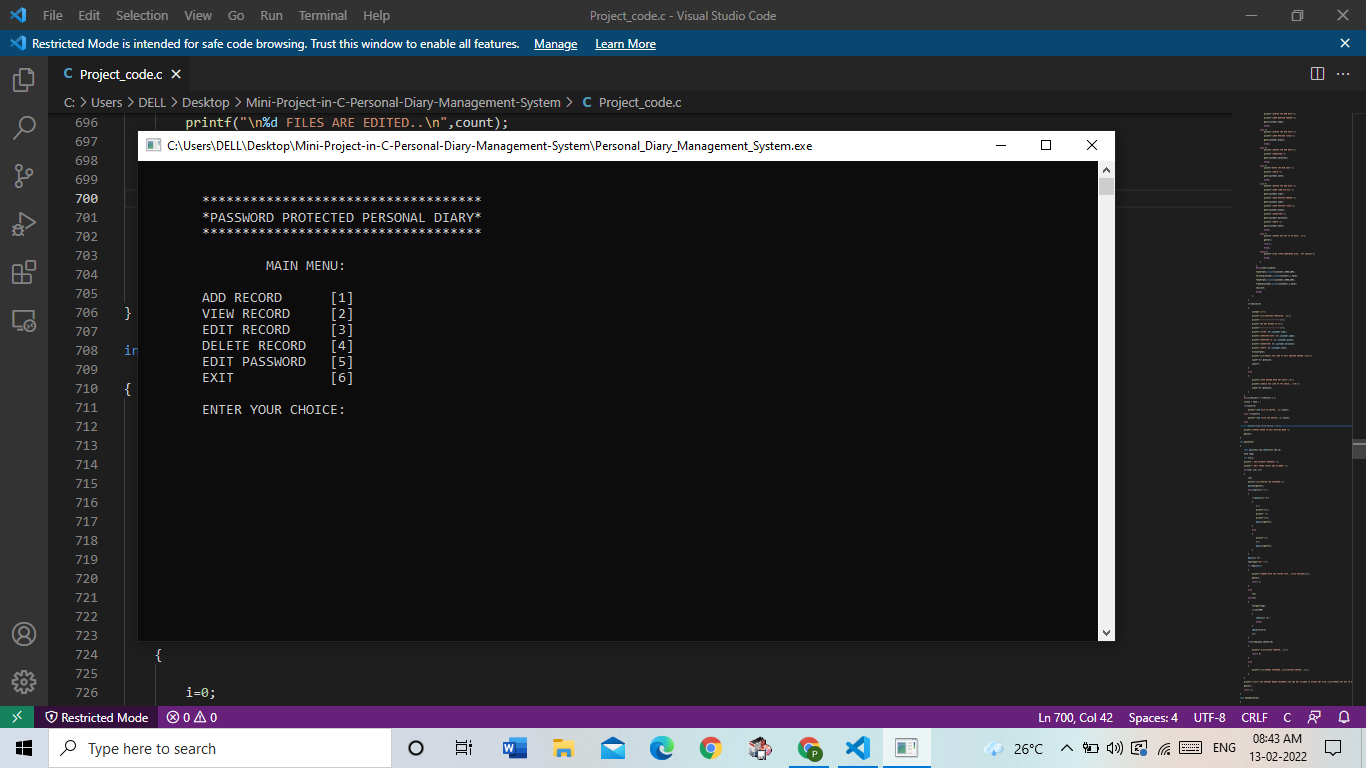 File Edit Selection View Go Run Terminal Help Project_code.c - Visual Studio Code
Restricted Mode is intended for safe code browsing. Trust this window to enable all features. Manage Learn More
C Project_code.c
C: > Users > DELL > Desktop > Mini-Project-in-C-Personal-Diary-Management-System > C Project_code.c
696 printf("\n%d FILES ARE EDITED..\n",count);
697
C:\Users\DELL\Desktop\Mini-Project-in-C-Personal-Diary-Management-System\Personal_Diary_Management_System.exe
698
699
700
***********************************
701
*PASSWORD PROTECTED PERSONAL DIARY*
702
***********************************
703
MAIN MENU:
704
705
ADD RECORD [1]
706 }
VIEW RECORD [2]
707
EDIT RECORD [3]
708 in
DELETE RECORD [4]
709
EDIT PASSWORD [5]
EXIT [6]
710 {
711
ENTER YOUR CHOICE:
712
713
714
715
716
717
718
719
720
721
722
723
724 {
725
726 i=0;
Restricted Mode 0 0 Ln 700, Col 42 Spaces: 4 UTF-8 CRLF C
Type here to search
26°C ENG
08:43 AM
13-02-2022